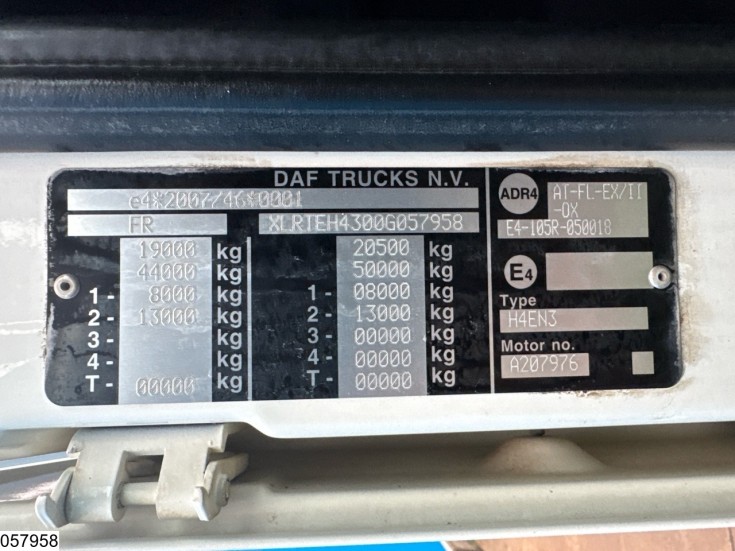 DAF TRUCKS N.V.
e4*2007/46*0001
FR XLRTEH4300G057958
19000 kg 20500 kg
44000 kg 50000 kg
1- 8000 kg 1- 08000 kg
2- 13000 kg 2- 13000 kg
3- kg 3- 00000 kg
4- kg 4- 00000 kg
T- 00000 kg T- 00000 kg
ADR4 AT-FL-EX/II
-OX
E4-105R-050018
E4
Type
H4EN3
Motor no.
A207976
057958